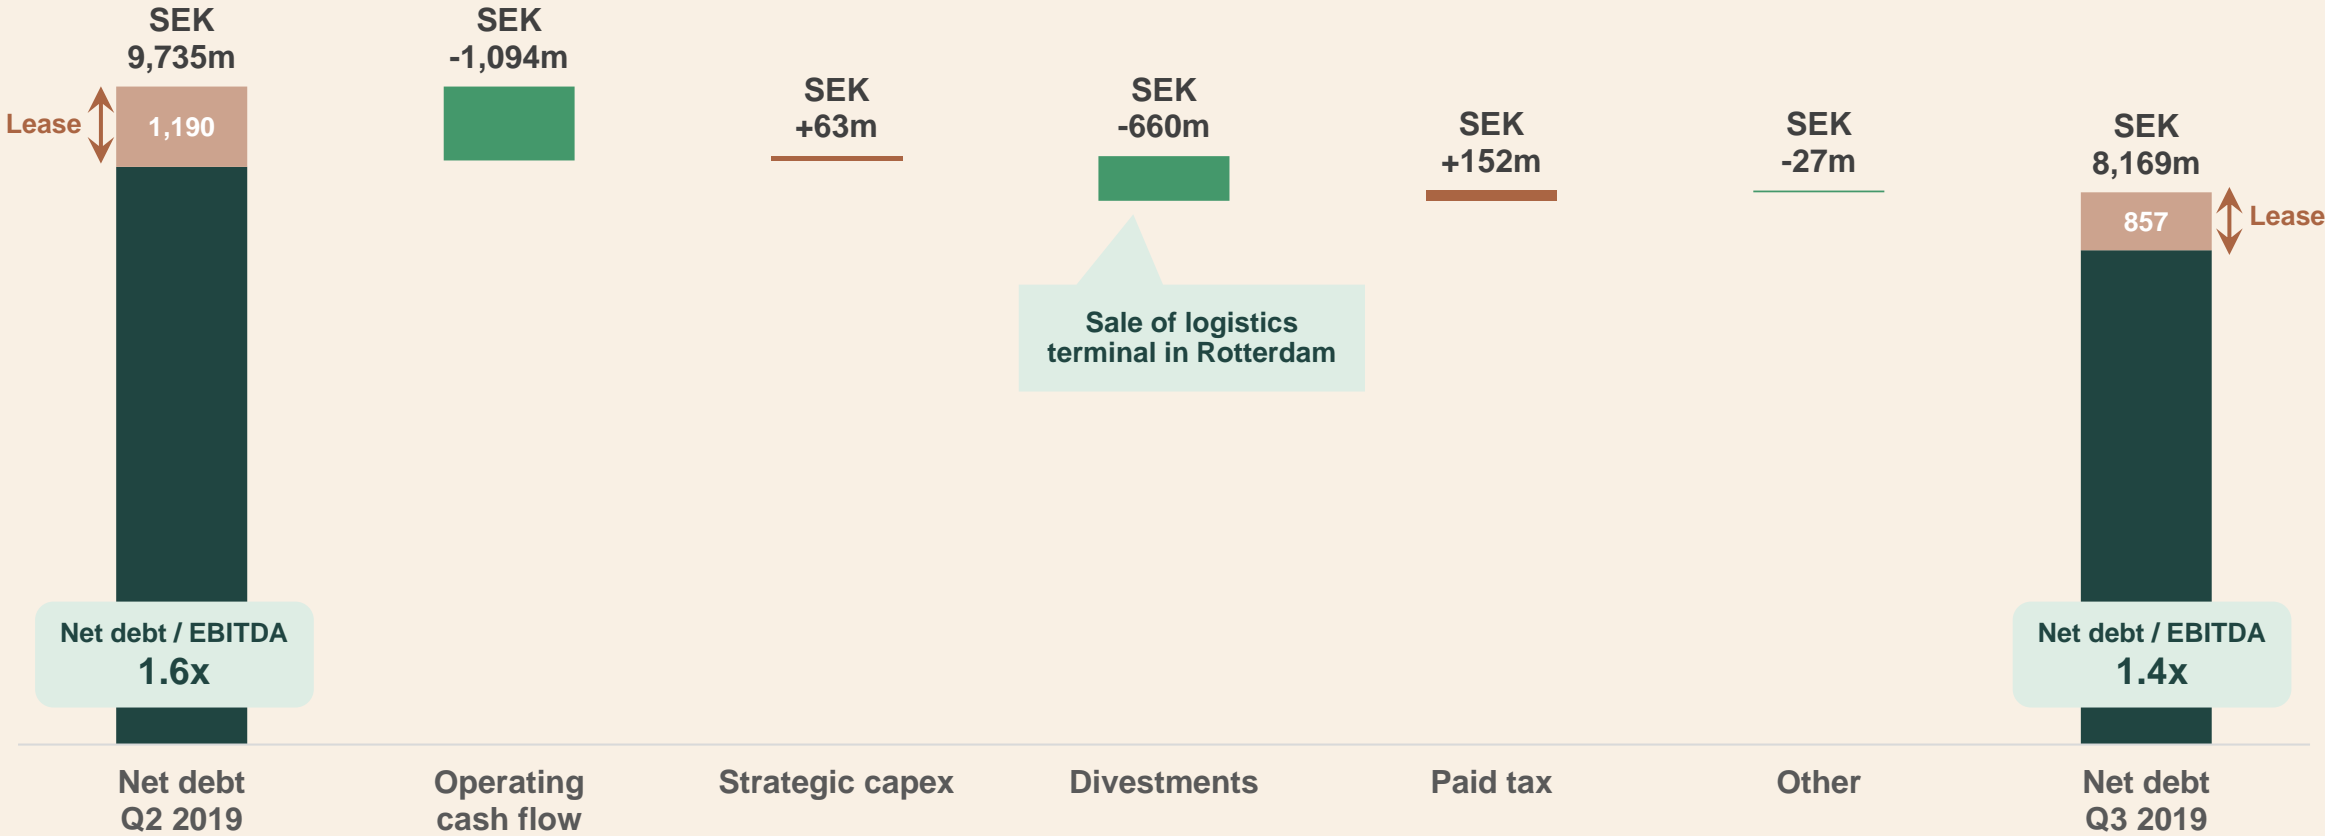 SEK
9,735m
Lease
1,190
SEK
-1,094m
SEK
+63m
SEK
-660m
Sale of logistics
terminal in Rotterdam
SEK
+152m
SEK
-27m
SEK
8,169m
857
Lease
Net debt / EBITDA
1.6x
Net debt / EBITDA
1.4x
Net debt
Q2 2019
Operating
cash flow
Strategic capex
Divestments
Paid tax
Other
Net debt
Q3 2019